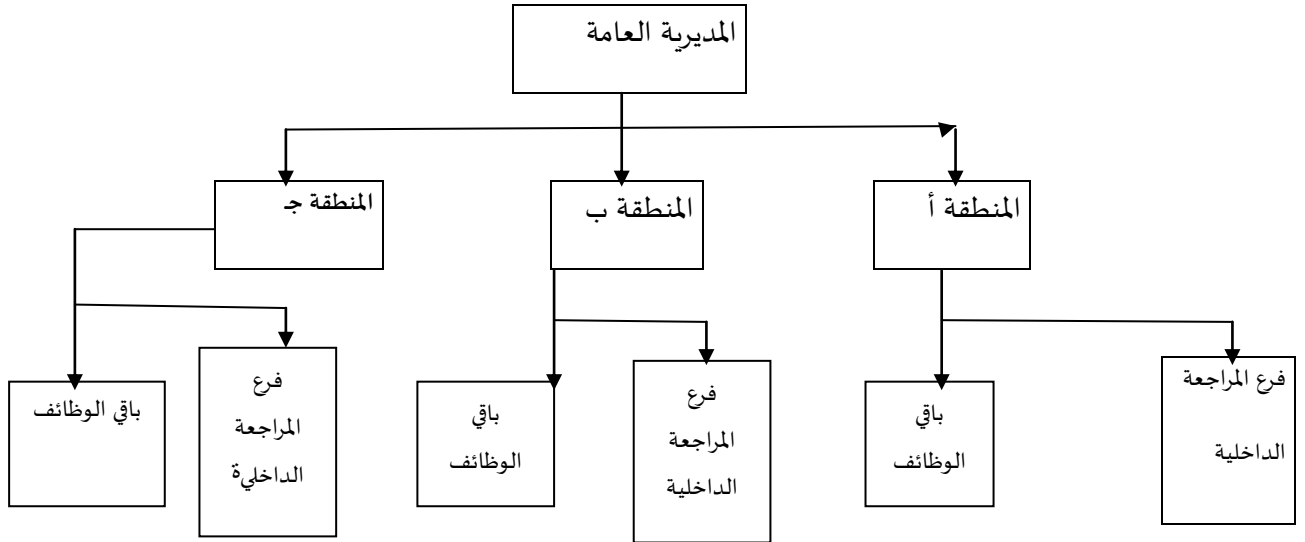 المديرية العامة
المنطقة أ
المنطقة ب
المنطقة جـ
فرع المراجعة
الداخلية
باقي
الوظائف
فرع
المراجعة
الداخلية
باقي
الوظائف
فرع
المراجعة
الداخلية
باقي الوظائف